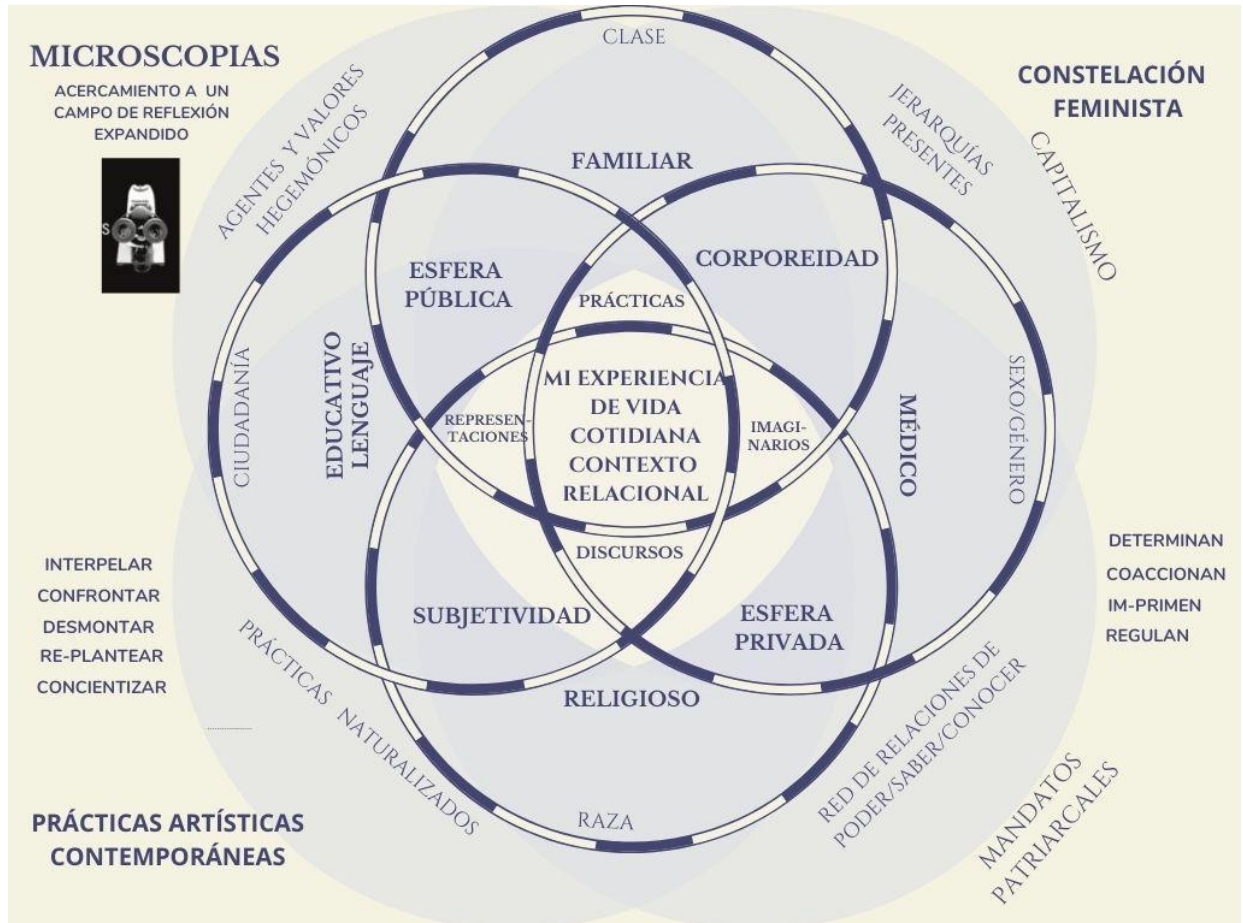 MICROSCOPIAS
ACERCAMIENTO A UN
CAMPO DE REFLEXIÓN
EXPANDIDO
S
AGENTES Y VALORES
HEGEMÓNICOS
CLASE
JERARQUÍAS
PRESENTES
CONSTELACIÓN
FEMINISTA
CAPITALISMO
FAMILIAR
ESFERA
PÚBLICA
CORPOREIDAD
PRÁCTICAS
CIUDADANÍA
EDUCATIVO
LENGUAJE
REPRESEN-
TACIONES
MI EXPERIENCIA
DE VIDA
COTIDIANA
CONTEXTO
RELACIONAL
IMAGI-
NARIOS
MÉDICO
SEXO/GÉNERO
DISCURSOS
SUBJETIVIDAD
ESFERA
PRIVADA
RELIGIOSO
INTERPELAR
CONFRONTAR
DESMONTAR
RE-PLANTEAR
CONCIENTIZAR
DETERMINAN
COACCIONAN
IM-PRIMEN
REGULAN
PRÁCTICAS NATURALIZADOS
RAZA
RED DE RELACIONES DE
PODER/SABER/CONOCER
MANDATOS
PATRIARCALES
PRÁCTICAS ARTÍSTICAS
CONTEMPORÁNEAS